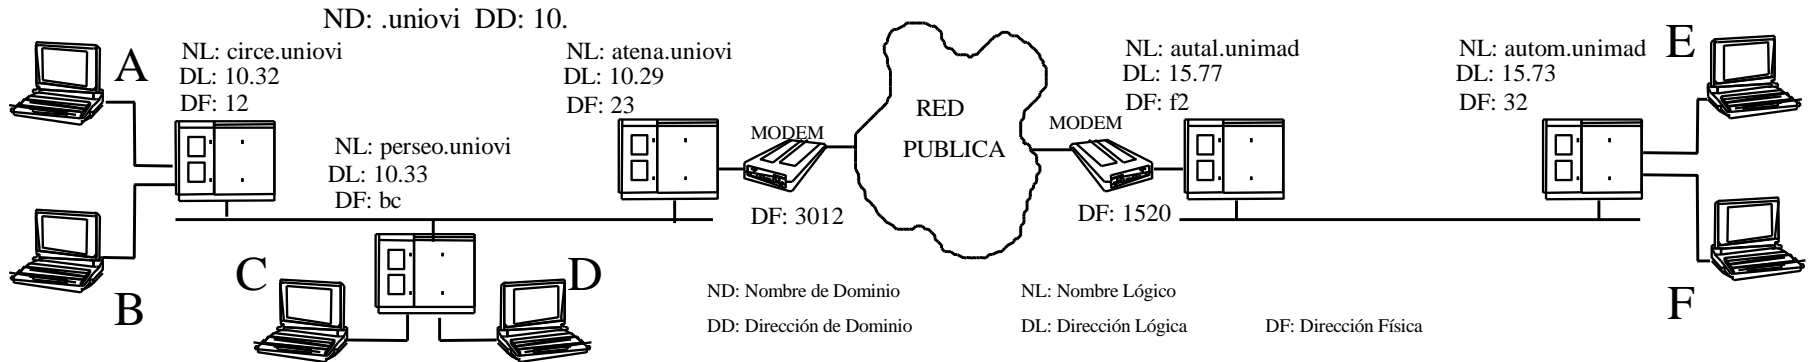 ND: .uniovi DD: 10.
A
NL: circe.uniovi
DL: 10.32
DF: 12
NL: atena.uniovi
DL: 10.29
DF: 23
NL: perseo.uniovi
DL: 10.33
DF: bc
MODEM
DF: 3012
RED
PUBLICA
MODEM
DF: 1520
NL: autal.unimad
DL: 15.77
DF: f2
NL: autom.unimad
DL: 15.73
DF: 32
E
B
C
D
F
ND: Nombre de Dominio
NL: Nombre Lógico
DD: Dirección de Dominio
DL: Dirección Lógica
DF: Dirección Física